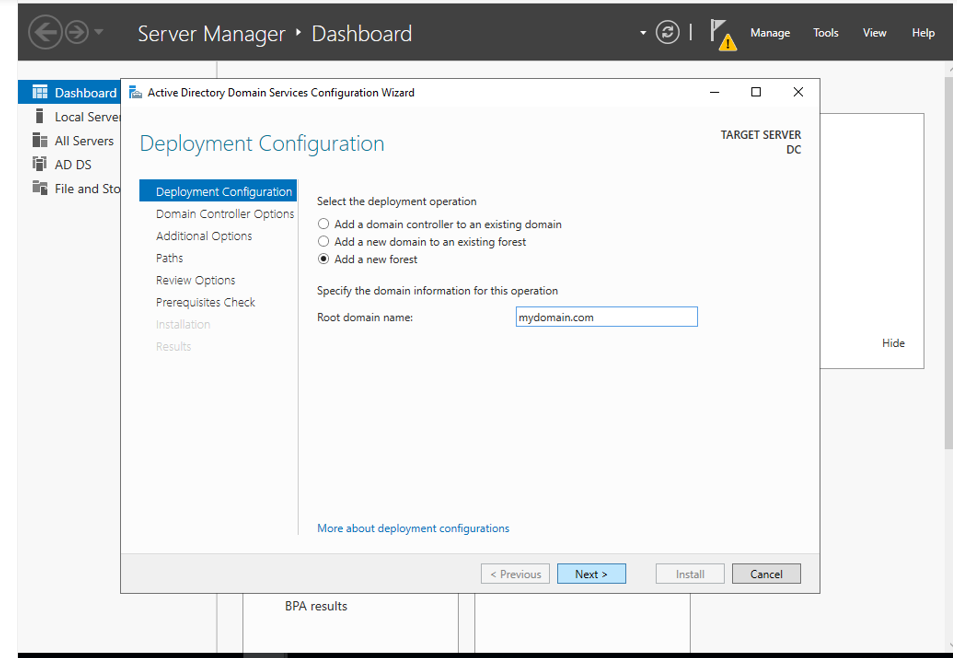 Server Manager ‣ Dashboard
Manage Tools View Help
Dashboard
Local Server
All Servers
AD DS
File and Sto
Active Directory Domain Services Configuration Wizard
Deployment Configuration
TARGET SERVER
DC
Deployment Configuration
Domain Controller Options
Additional Options
Paths
Review Options
Prerequisites Check
Installation
Results
Select the deployment operation
Add a domain controller to an existing domain
Add a new domain to an existing forest
Add a new forest
Specify the domain information for this operation
Root domain name: mydomain.com
More about deployment configurations
Hide
< Previous Next > Install Cancel
BPA results